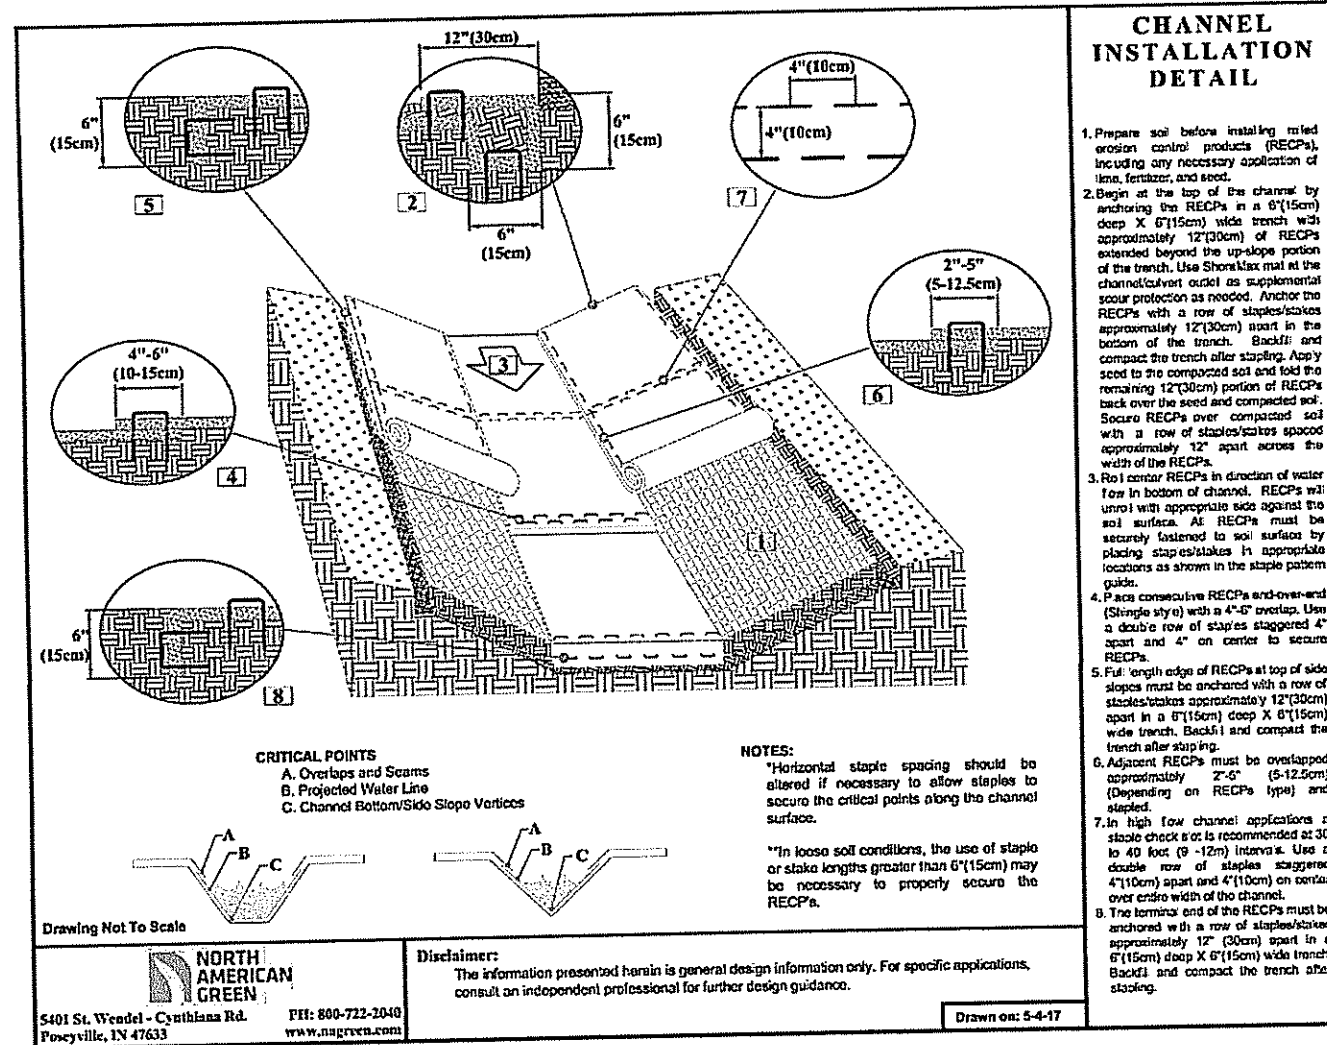 CHANNEL
INSTALLATION
DETAIL
12"(30cm)
6"
(15cm)
5
2
6"
(15cm)
6"
(15cm)
4"(10cm)
4"(10cm)
7
2"-5"
(5-12.5cm)
6
3
4"-6"
(10-15cm)
4
1
6"
(15cm)
8
CRITICAL POINTS
A. Overlaps and Seams
B. Projected Water Line
C. Channel Bottom/Side Slope Vertices
A
B
C
A
B
C
Drawing Not To Scale
NOTES:
*Horizontal staple spacing should be
altered if necessary to allow staples to
secure the critical points along the channel
surface.
**In loose soil conditions, the use of staple
or stake lengths greater than 6"(15cm) may
be necessary to properly secure the
RECP's.
1. Prepare soil before installing rolled
erosion control products (RECPs),
including any necessary application of
lime, fertilizer, and seed.
2. Begin at the top of the channel by
anchoring the RECPs in a 6"(15cm)
deep X 6"(15cm) wide trench with
approximately 12"(30cm) of RECPs
extended beyond the up-slope portion
of the trench. Use ShoreMax mat at the
channel/culvert outlet as supplemental
scour protection as needed. Anchor the
RECPs with a row of staples/stakes
approximately 12"(30cm) apart in the
bottom of the trench. Backfill and
compact the trench after stapling. Apply
seed to the compacted soil and fold the
remaining 12"(30cm) portion of RECPs
back over the seed and compacted soil.
Secure RECPs over compacted soil
with a row of staples/stakes spaced
approximately 12" apart across the
width of the RECPs.
3. Roll center RECPs in direction of water
flow in bottom of channel. RECPs will
unroll with appropriate side against the
soil surface. All RECPs must be
securely fastened to soil surface by
placing staples/stakes in appropriate
locations as shown in the staple pattern
guide.
4. Place consecutive RECPs end-over-end
(Shingle style) with a 4"-6" overlap. Use
a double row of staples staggered 4"
apart and 4" on center to secure
RECPs.
5. Full length edge of RECPs at top of side
slopes must be anchored with a row of
staples/stakes approximately 12"(30cm)
apart in a 6"(15cm) deep X 6"(15cm)
wide trench. Backfill and compact the
trench after stapling.
6. Adjacent RECPs must be overlapped
approximately 2"-5" (5-12.5cm)
(Depending on RECPs type) and
stapled.
7. In high flow channel applications a
staple check slot is recommended at 30
to 40 foot (9 -12m) intervals. Use a
double row of staples staggered
4"(10cm) apart and 4"(10cm) on center
over entire width of the channel.
8. The terminal end of the RECPs must be
anchored with a row of staples/stakes
approximately 12" (30cm) apart in a
6"(15cm) deep X 6"(15cm) wide trench.
Backfill and compact the trench after
stapling.
NORTH
AMERICAN
GREEN
5401 St. Wendel - Cynthiana Rd.
Poseyville, IN 47633
PH: 800-722-2040
www.nagreen.com
Disclaimer:
The information presented herein is general design information only. For specific applications,
consult an independent professional for further design guidance.
Drawn on: 5-4-17